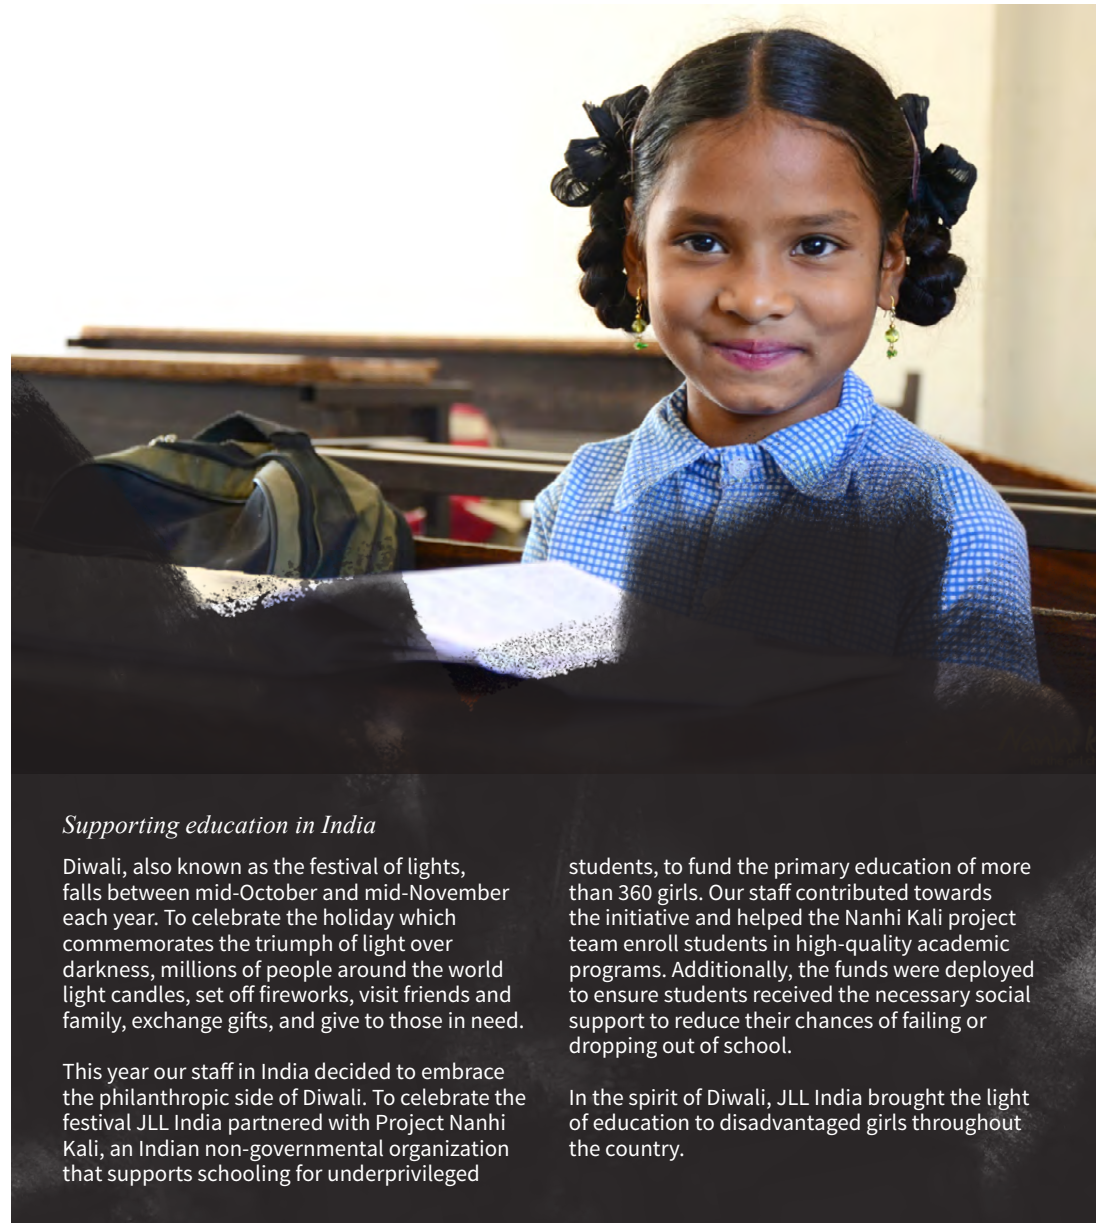 Supporting education in India
Diwali, also known as the festival of lights,
falls between mid-October and mid-November
each year. To celebrate the holiday which
commemorates the triumph of light over
darkness, millions of people around the world
light candles, set off fireworks, visit friends and
family, exchange gifts, and give to those in need.
This year our staff in India decided to embrace
the philanthropic side of Diwali. To celebrate the
festival JLL India partnered with Project Nanhi
Kali, an Indian non-governmental organization
that supports schooling for underprivileged
students, to fund the primary education of more
than 360 girls. Our staff contributed towards
the initiative and helped the Nanhi Kali project
team enroll students in high-quality academic
programs. Additionally, the funds were deployed
to ensure students received the necessary social
support to reduce their chances of failing or
dropping out of school.
In the spirit of Diwali, JLL India brought the light
of education to disadvantaged girls throughout
the country.